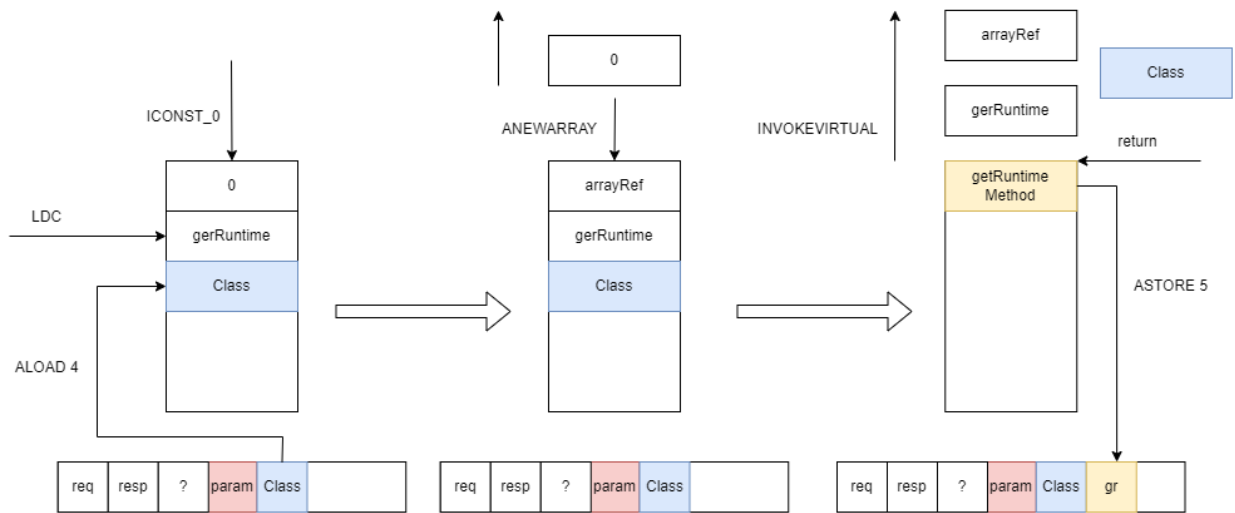 ICONST_0
0
LDC
gerRuntime
Class
ALOAD 4
req resp ? param Class
0
ANEWARRAY
arrayRef
gerRuntime
Class
req resp ? param Class
arrayRef
Class
gerRuntime
INVOKEVIRTUAL
return
getRuntime
Method
ASTORE 5
req resp ? param Class gr